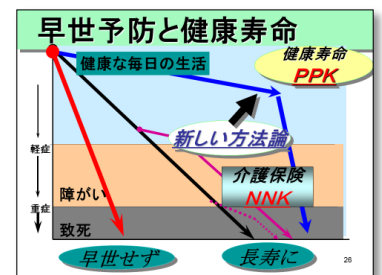 早世予防と健康寿命
健康な毎日の生活
健康寿命
PPK
新しい方法論
軽症
介護保険
NNK
障がい
重症
致死
早世せず
長寿に
26